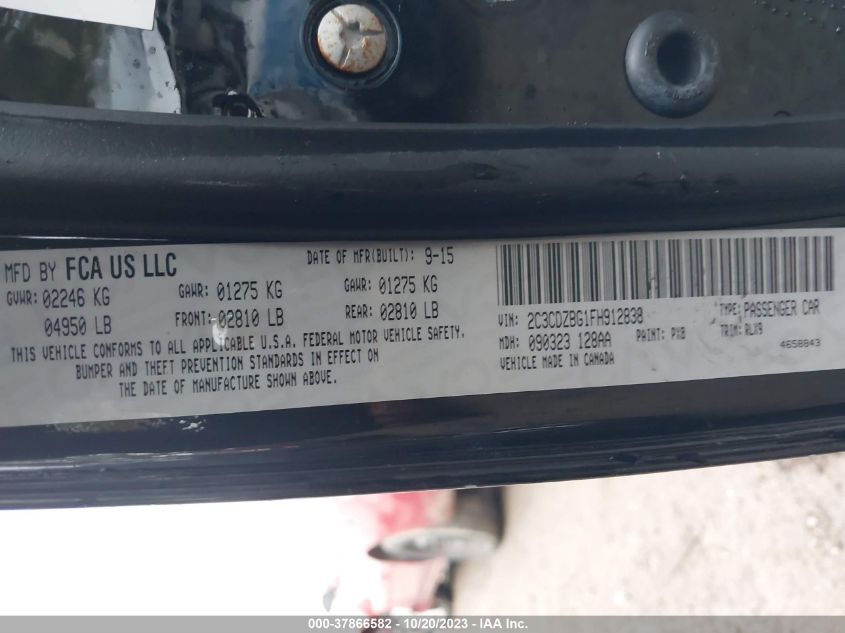 MFD BY FCA US LLC
DATE OF MFR(BUILT): 9-15
GVWR: 02246 KG GAWR: 01275 KG GAWR: 01275 KG
04950 LB FRONT: 02810 LB REAR: 02810 LB
THIS VEHICLE CONFORMS TO ALL APPLICABLE U.S.A. FEDERAL MOTOR VEHICLE SAFETY,
BUMPER AND THEFT PREVENTION STANDARDS IN EFFECT ON
THE DATE OF MANUFACTURE SHOWN ABOVE.
VIN: 2C3CDZBG1FH912838 TYPE: PASSENGER CAR
MDH: 090323 128AA PAINT: PX8 TRIM: RLX9
VEHICLE MADE IN CANADA 4658843
000-37866582 - 10/20/2023 - IAA Inc.